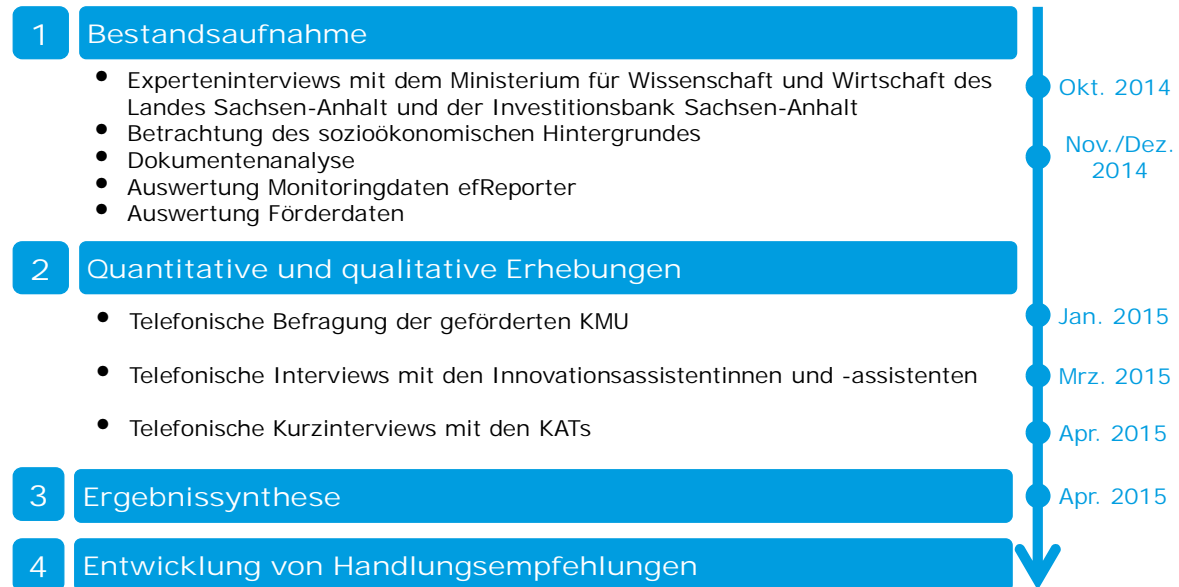 1 Bestandsaufnahme
• Experteninterviews mit dem Ministerium für Wissenschaft und Wirtschaft des
Landes Sachsen-Anhalt und der Investitionsbank Sachsen-Anhalt
• Betrachtung des sozioökonomischen Hintergrundes
• Dokumentenanalyse
• Auswertung Monitoringdaten efReporter
• Auswertung Förderdaten
Okt. 2014
Nov./Dez.
2014
2 Quantitative und qualitative Erhebungen
• Telefonische Befragung der geförderten KMU
Jan. 2015
• Telefonische Interviews mit den Innovationsassistentinnen und -assistenten
Mrz. 2015
• Telefonische Kurzinterviews mit den KATs
Apr. 2015
3 Ergebnissynthese
Apr. 2015
4 Entwicklung von Handlungsempfehlungen